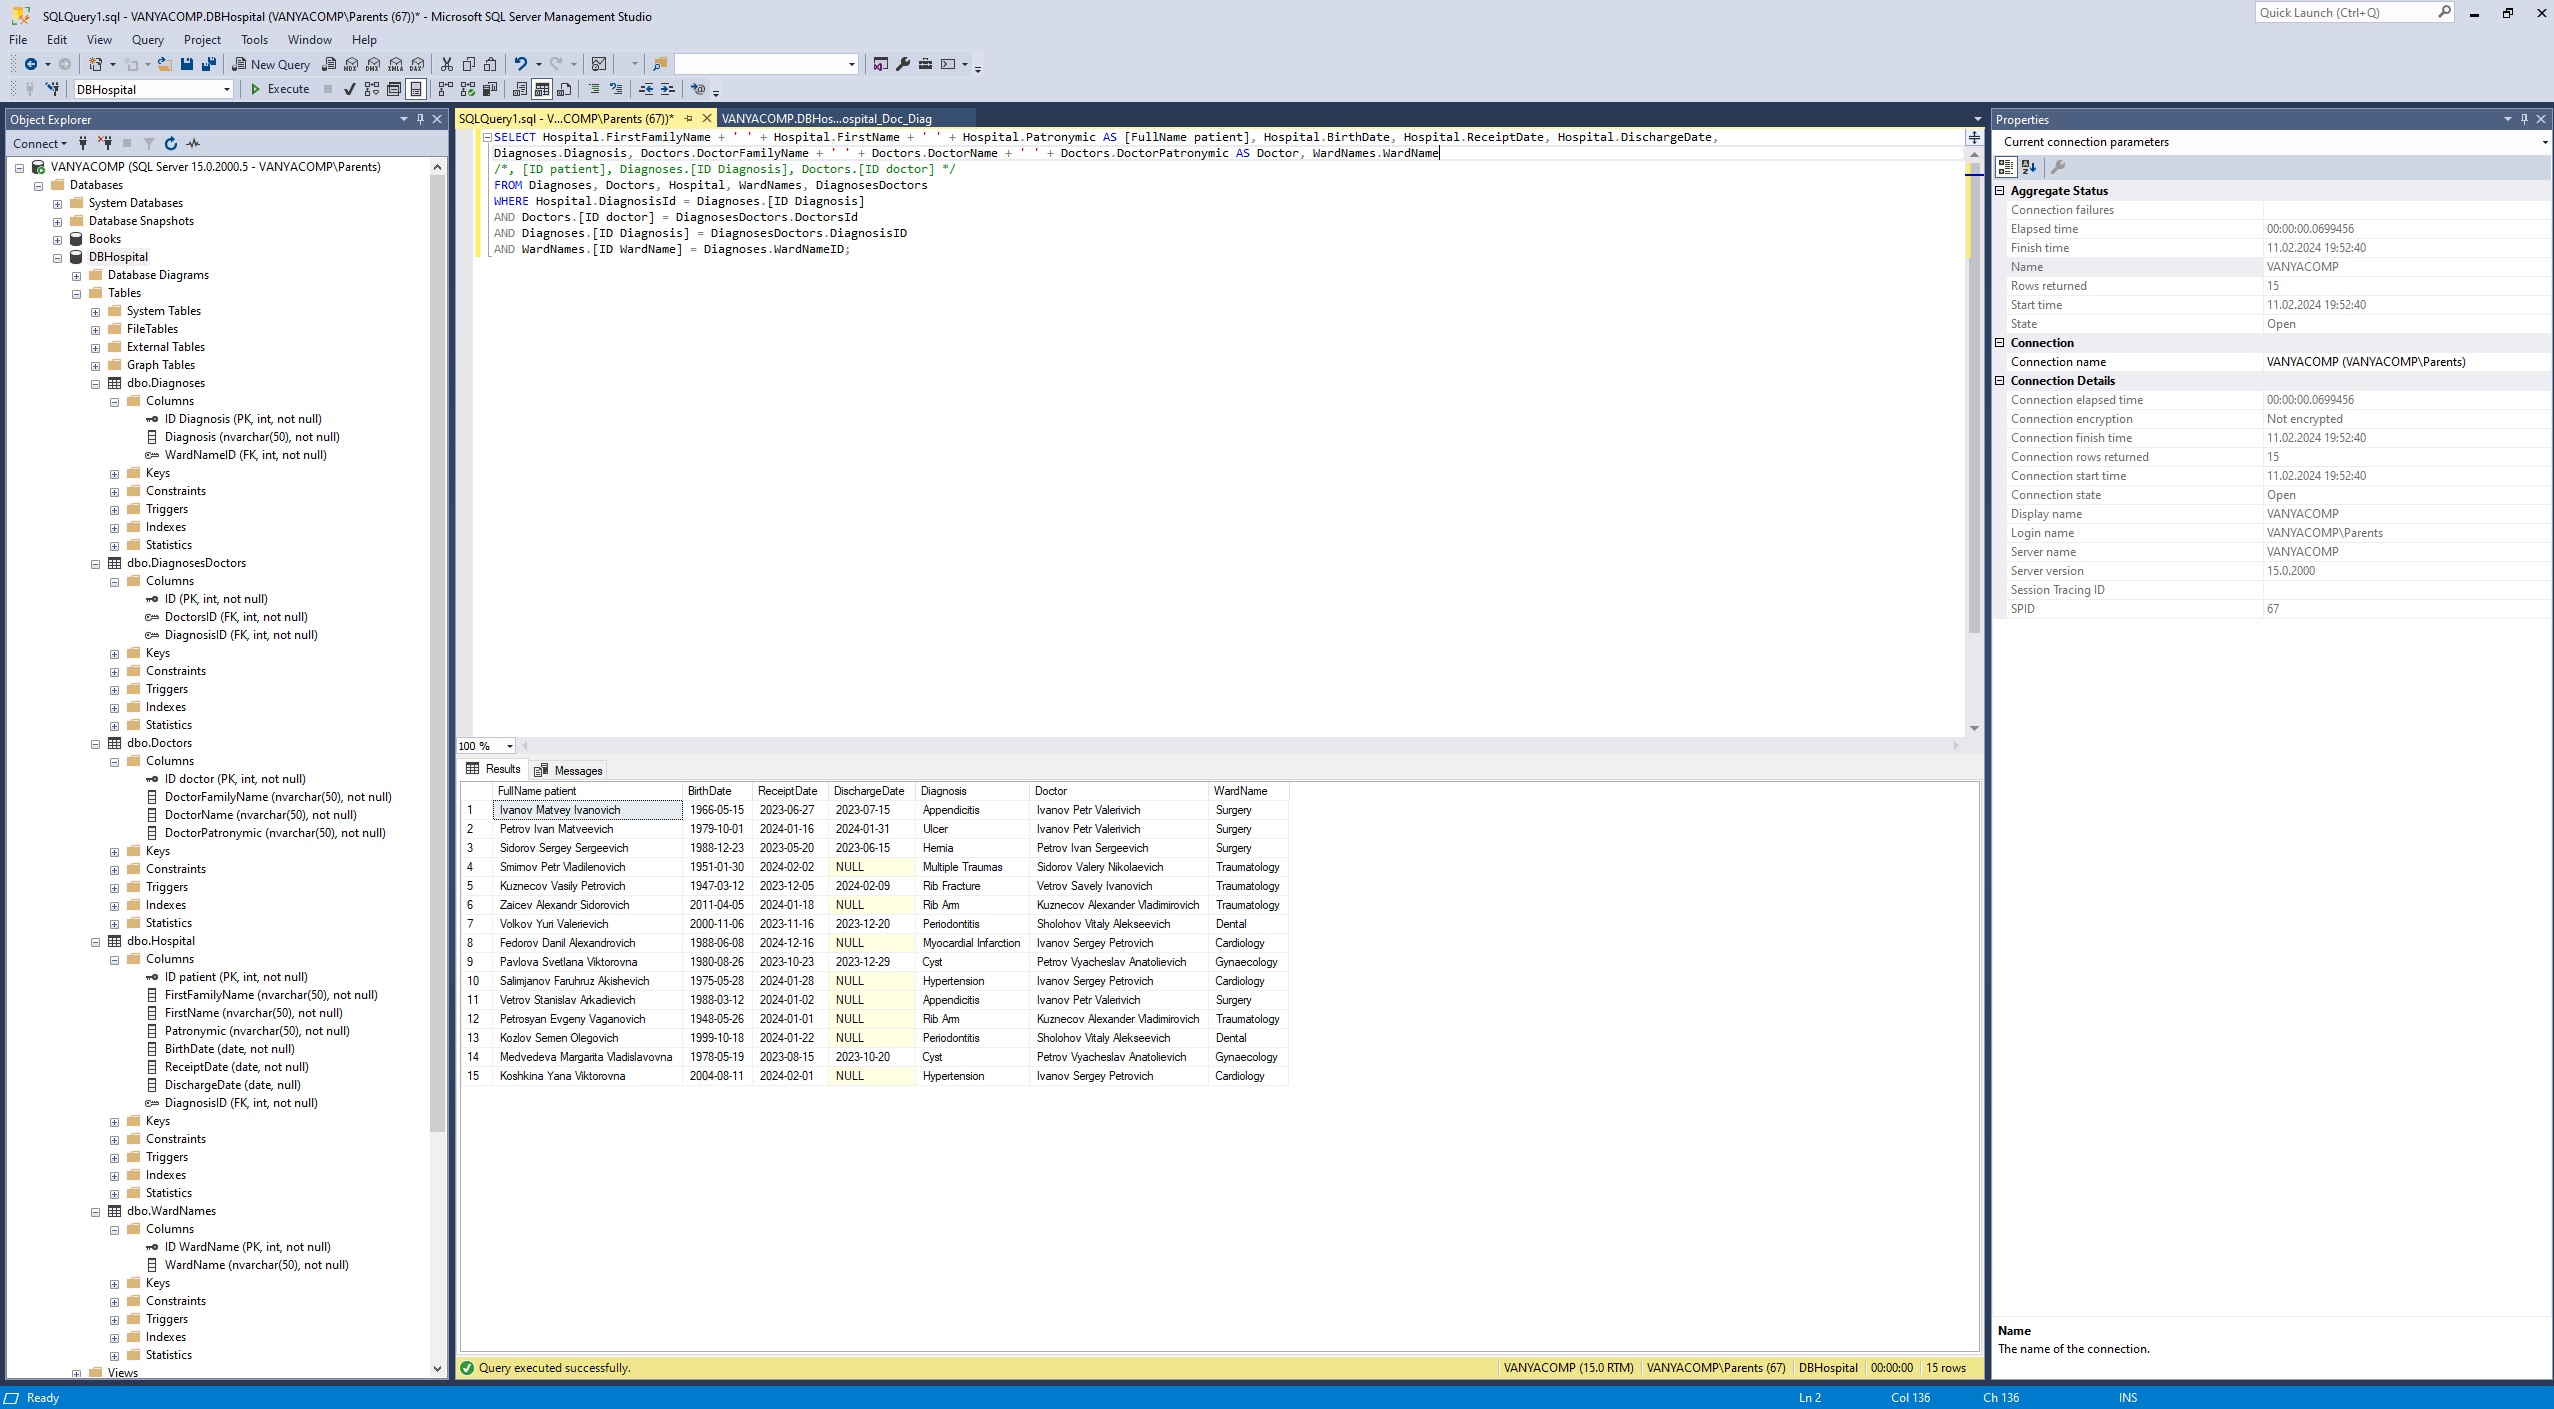 SQLQuery1.sql - VANYACOMP.DBHospital (VANYACOMP\Parents (67))* - Microsoft SQL Server Management Studio
Quick Launch (Ctrl+Q)
File Edit View Query Project Tools Window Help
New Query
DBHospital Execute
Object Explorer
Connect
VANYACOMP (SQL Server 15.0.2000.5 - VANYACOMP\Parents)
Databases
System Databases
Database Snapshots
Books
DBHospital
Database Diagrams
Tables
System Tables
FileTables
External Tables
Graph Tables
dbo.Diagnoses
Columns
ID Diagnosis (PK, int, not null)
Diagnosis (nvarchar(50), not null)
WardNameID (FK, int, not null)
Keys
Constraints
Triggers
Indexes
Statistics
dbo.DiagnosesDoctors
Columns
ID (PK, int, not null)
DoctorsID (FK, int, not null)
DiagnosisID (FK, int, not null)
Keys
Constraints
Triggers
Indexes
Statistics
dbo.Doctors
Columns
ID doctor (PK, int, not null)
DoctorFamilyName (nvarchar(50), not null)
DoctorName (nvarchar(50), not null)
DoctorPatronymic (nvarchar(50), not null)
Keys
Constraints
Triggers
Indexes
Statistics
dbo.Hospital
Columns
ID patient (PK, int, not null)
FirstFamilyName (nvarchar(50), not null)
FirstName (nvarchar(50), not null)
Patronymic (nvarchar(50), not null)
BirthDate (date, not null)
ReceiptDate (date, not null)
DischargeDate (date, null)
DiagnosisID (FK, int, not null)
Keys
Constraints
Triggers
Indexes
Statistics
dbo.WardNames
Columns
ID WardName (PK, int, not null)
WardName (nvarchar(50), not null)
Keys
Constraints
Triggers
Indexes
Statistics
Views
SQLQuery1.sql - V...COMP\Parents (67))* VANYACOMP.DBHos...ospital_Doc_Diag
SELECT Hospital.FirstFamilyName + ' ' + Hospital.FirstName + ' ' + Hospital.Patronymic AS [FullName patient], Hospital.BirthDate, Hospital.ReceiptDate, Hospital.DischargeDate,
Diagnoses.Diagnosis, Doctors.DoctorFamilyName + ' ' + Doctors.DoctorName + ' ' + Doctors.DoctorPatronymic AS Doctor, WardNames.WardName
/*, [ID patient], Diagnoses.[ID Diagnosis], Doctors.[ID doctor] */
FROM Diagnoses, Doctors, Hospital, WardNames, DiagnosesDoctors
WHERE Hospital.DiagnosisId = Diagnoses.[ID Diagnosis]
AND Doctors.[ID doctor] = DiagnosesDoctors.DoctorsId
AND Diagnoses.[ID Diagnosis] = DiagnosesDoctors.DiagnosisID
AND WardNames.[ID WardName] = Diagnoses.WardNameID;
100 %
Results Messages
FullName patient BirthDate ReceiptDate DischargeDate Diagnosis Doctor WardName
1 Ivanov Matvey Ivanovich 1966-05-15 2023-06-27 2023-07-15 Appendicitis Ivanov Petr Valerivich Surgery
2 Petrov Ivan Matveevich 1979-10-01 2024-01-16 2024-01-31 Ulcer Ivanov Petr Valerivich Surgery
3 Sidorov Sergey Sergeevich 1988-12-23 2023-05-20 2023-06-15 Hernia Petrov Ivan Sergeevich Surgery
4 Smirnov Petr Vladilenovich 1951-01-30 2024-02-02 NULL Multiple Traumas Sidorov Valery Nikolaevich Traumatology
5 Kuznecov Vasily Petrovich 1947-03-12 2023-12-05 2024-02-09 Rib Fracture Vetrov Savely Ivanovich Traumatology
6 Zaicev Alexandr Sidorovich 2011-04-05 2024-01-18 NULL Rib Arm Kuznecov Alexander Vladimirovich Traumatology
7 Volkov Yuri Valerievich 2000-11-06 2023-11-16 2023-12-20 Periodontitis Sholohov Vitaly Alekseevich Dental
8 Fedorov Danil Alexandrovich 1988-06-08 2024-12-16 NULL Myocardial Infarction Ivanov Sergey Petrovich Cardiology
9 Pavlova Svetlana Viktorovna 1980-08-26 2023-10-23 2023-12-29 Cyst Petrov Vyacheslav Anatolievich Gynaecology
10 Salimjanov Faruhruz Akishevich 1975-05-28 2024-01-28 NULL Hypertension Ivanov Sergey Petrovich Cardiology
11 Vetrov Stanislav Arkadievich 1988-03-12 2024-01-02 NULL Appendicitis Ivanov Petr Valerivich Surgery
12 Petrosyan Evgeny Vaganovich 1948-05-26 2024-01-01 NULL Rib Arm Kuznecov Alexander Vladimirovich Traumatology
13 Kozlov Semen Olegovich 1999-10-18 2024-01-22 NULL Periodontitis Sholohov Vitaly Alekseevich Dental
14 Medvedeva Margarita Vladislavovna 1978-05-19 2023-08-15 2023-10-20 Cyst Petrov Vyacheslav Anatolievich Gynaecology
15 Koshkina Yana Viktorovna 2004-08-11 2024-02-01 NULL Hypertension Ivanov Sergey Petrovich Cardiology
Query executed successfully. VANYACOMP (15.0 RTM) VANYACOMP\Parents (67) DBHospital 00:00:00 15 rows
Properties
Current connection parameters
Aggregate Status
Connection failures
Elapsed time 00:00:00.0699456
Finish time 11.02.2024 19:52:40
Name VANYACOMP
Rows returned 15
Start time 11.02.2024 19:52:40
State Open
Connection
Connection name VANYACOMP (VANYACOMP\Parents)
Connection Details
Connection elapsed time 00:00:00.0699456
Connection encryption Not encrypted
Connection finish time 11.02.2024 19:52:40
Connection rows returned 15
Connection start time 11.02.2024 19:52:40
Connection state Open
Display name VANYACOMP
Login name VANYACOMP\Parents
Server name VANYACOMP
Server version 15.0.2000
Session Tracing ID
SPID 67
Name
The name of the connection.
Ready Ln 2 Col 136 Ch 136 INS